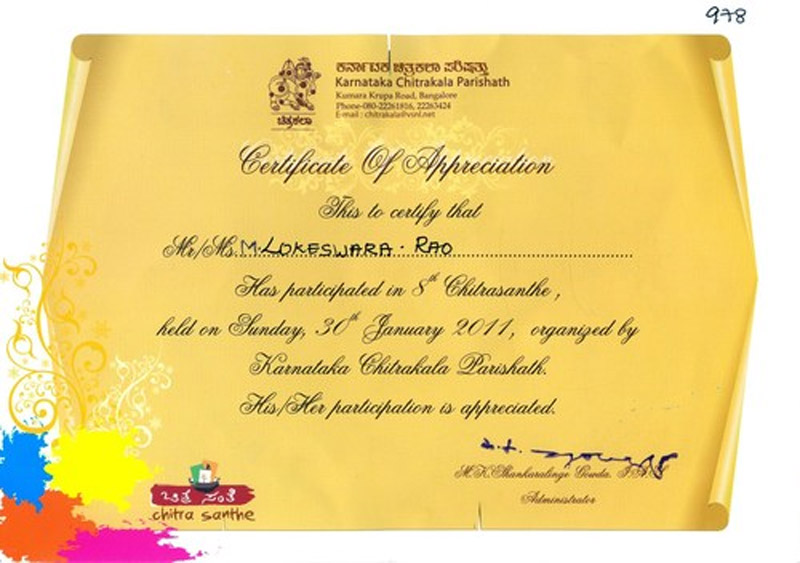 978
ಕರ್ನಾಟಕ ಚಿತ್ರಕಲಾ ಪರಿಷತ್ತು
Karnataka Chitrakala Parishath
Kumara Krupa Road, Bangalore
Phone-080-22261816, 22263424
E-mail : chitrakala@vsnl.net
ಚಿತ್ರಕಲಾ
Certificate Of Appreciation
This to certify that
Mr/Ms. M. LOKESWARA. RAO
Has participated in 8th Chitrasanthe,
held on Sunday, 30th January 2011, organized by
Karnataka Chitrakala Parishath.
His/Her participation is appreciated.
M.K.Shankaralinge Gowda. I.A.S
Administrator
ಚಿತ್ರ ಸಂತೆ
chitra santhe